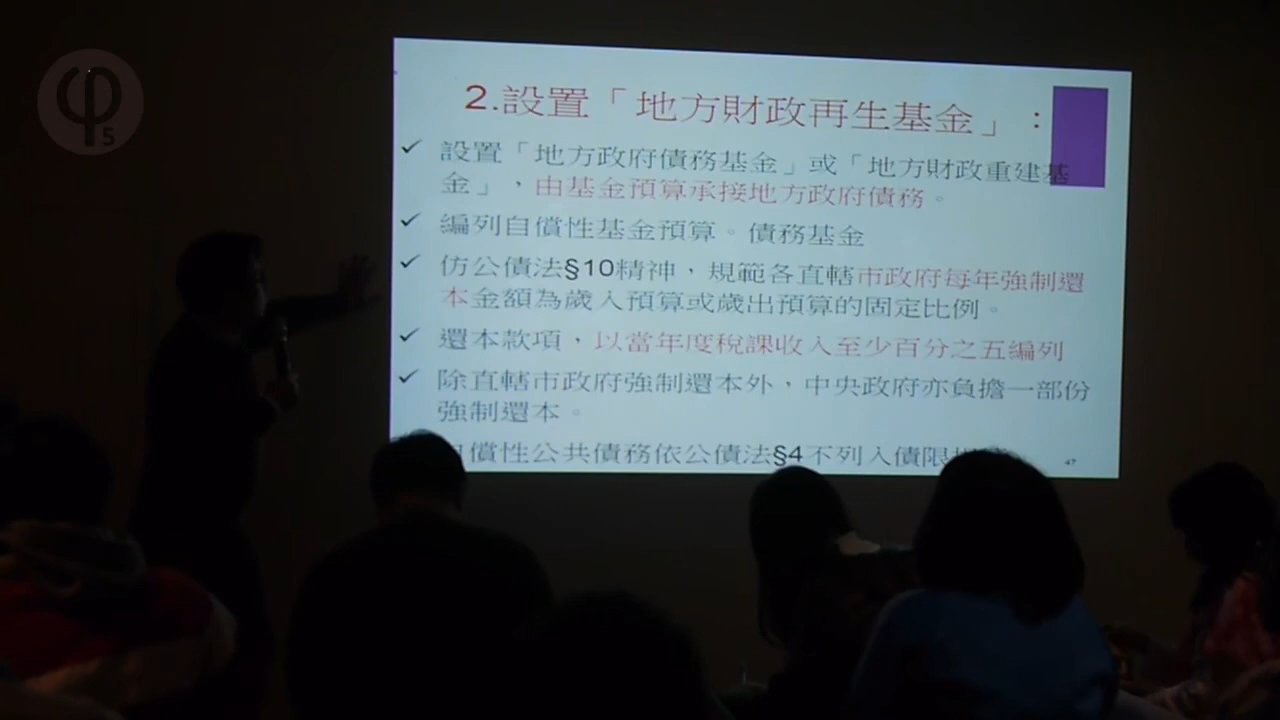 φ5
2.設置「地方財政再生基金」：
✓ 設置「地方政府債務基金」或「地方財政重建基
金」，由基金預算承接地方政府債務。
✓ 編列自償性基金預算。債務基金
✓ 仿公債法§10精神，規範各直轄市政府每年強制還
本金額為歲入預算或歲出預算的固定比例。
✓ 還本款項，以當年度稅課收入至少百分之五編列
✓ 除直轄市政府強制還本外，中央政府亦負擔一部份
強制還本。
償性公共債務依公債法§4不列入債限
47